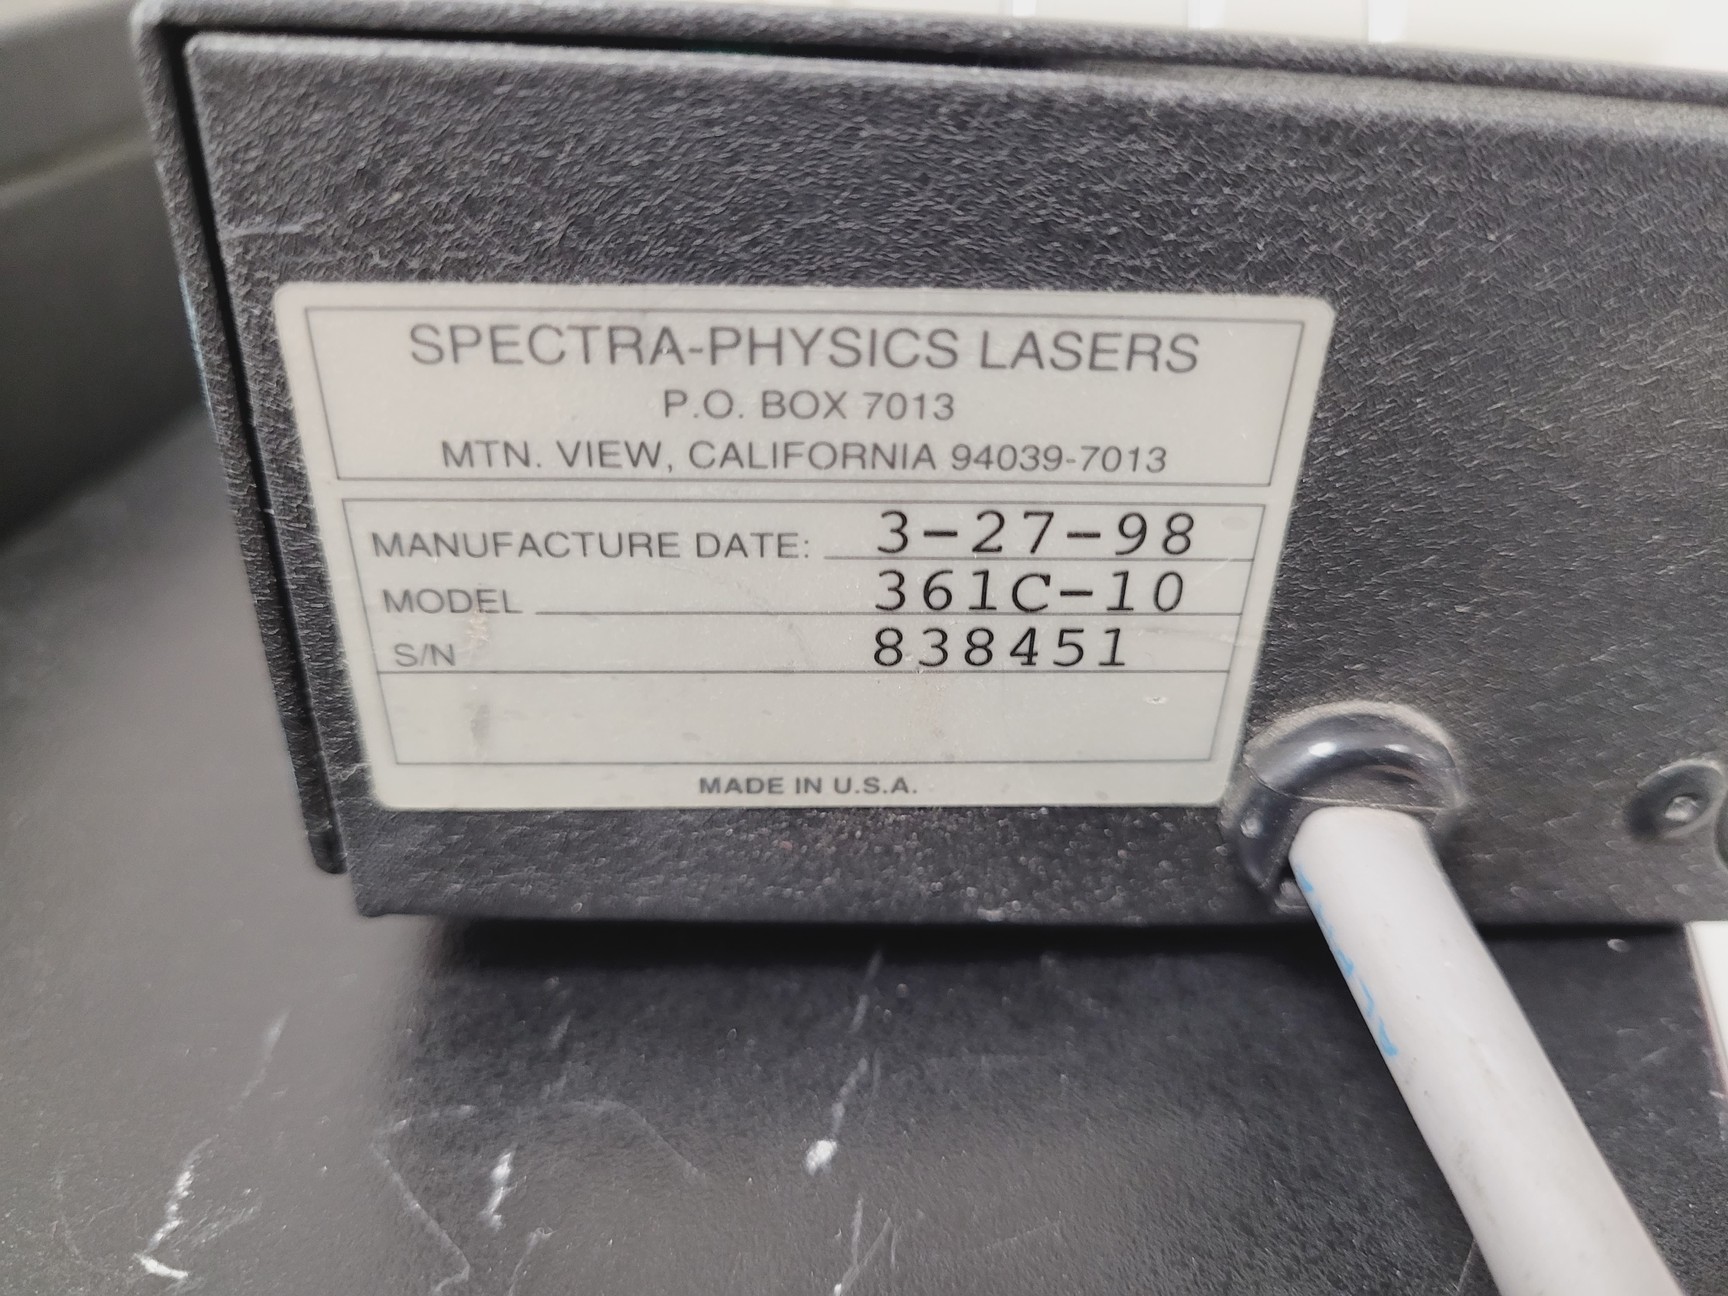 SPECTRA-PHYSICS LASERS
P.O. BOX 7013
MTN. VIEW, CALIFORNIA 94039-7013
MANUFACTURE DATE: 3-27-98
MODEL 361C-10
S/N 838451
MADE IN U.S.A.